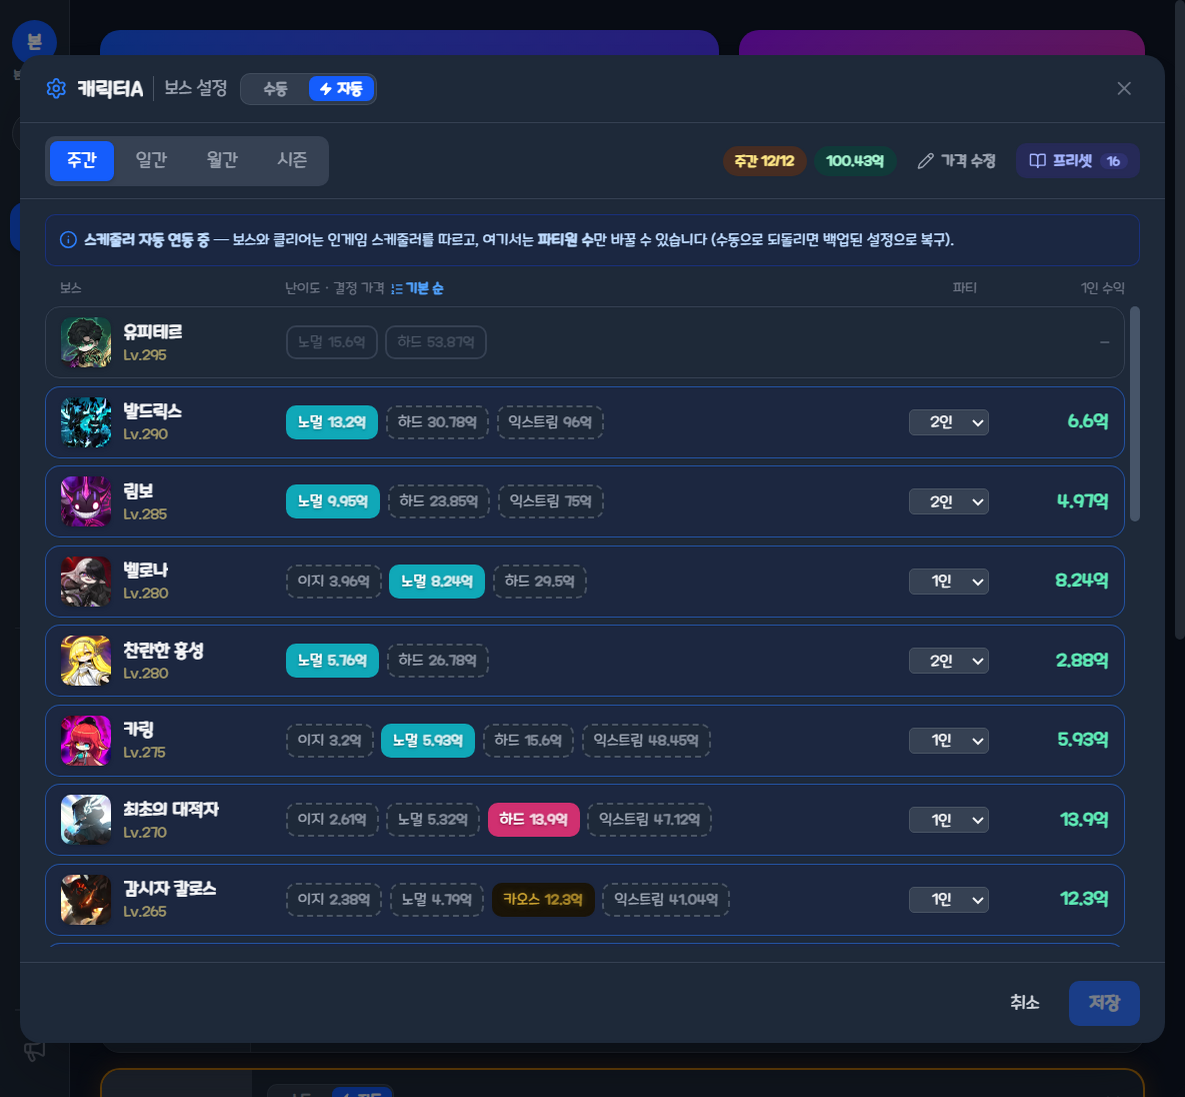 본
캐릭터A 보스 설정 수동 자동
주간 일간 월간 시즌 주간 12/12 100.43억 가격 수정 프리셋 16
스케줄러 자동 연동 중 — 보스와 클리어는 인게임 스케줄러를 따르고, 여기서는 파티원 수만 바꿀 수 있습니다 (수동으로 되돌리면 백업된 설정으로 복구).
보스 난이도 · 결정 가격 기본 순 파티 1인 수익
유피테르
Lv.295
노멀 15.6억 하드 53.87억 –
발드릭스
Lv.290
노멀 13.2억 하드 30.78억 익스트림 96억 2인 6.6억
림보
Lv.285
노멀 9.95억 하드 23.85억 익스트림 75억 2인 4.97억
벨로나
Lv.280
이지 3.96억 노멀 8.24억 하드 29.5억 1인 8.24억
찬란한 흉성
Lv.280
노멀 5.76억 하드 26.78억 2인 2.88억
카링
Lv.275
이지 3.2억 노멀 5.93억 하드 15.6억 익스트림 48.45억 1인 5.93억
최초의 대적자
Lv.270
이지 2.61억 노멀 5.32억 하드 13.9억 익스트림 47.12억 1인 13.9억
감시자 칼로스
Lv.265
이지 2.38억 노멀 4.79억 카오스 12.3억 익스트림 41.04억 1인 12.3억
취소 저장